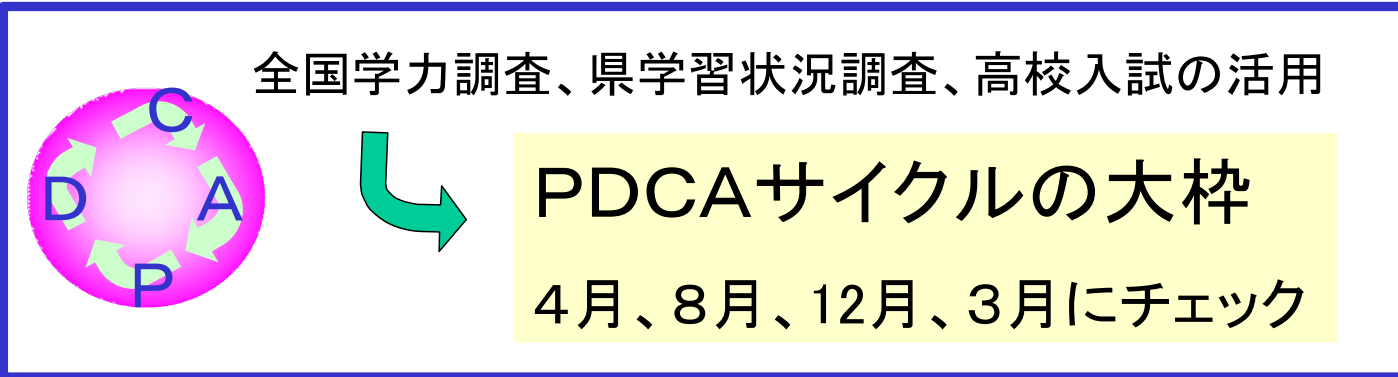 全国学力調査、県学習状況調査、高校入試の活用
C
D
A
P
ＰＤＣＡサイクルの大枠
４月、８月、12月、３月にチェック